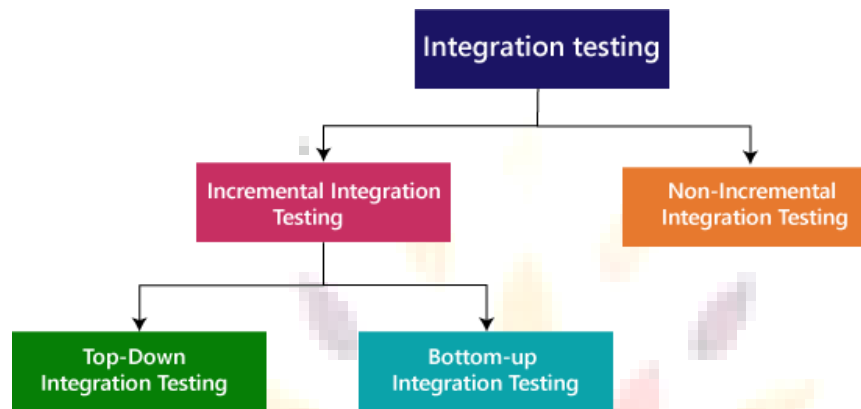 Integration testing
Incremental Integration
Testing
Non-Incremental
Integration Testing
Top-Down
Integration Testing
Bottom-up
Integration Testing